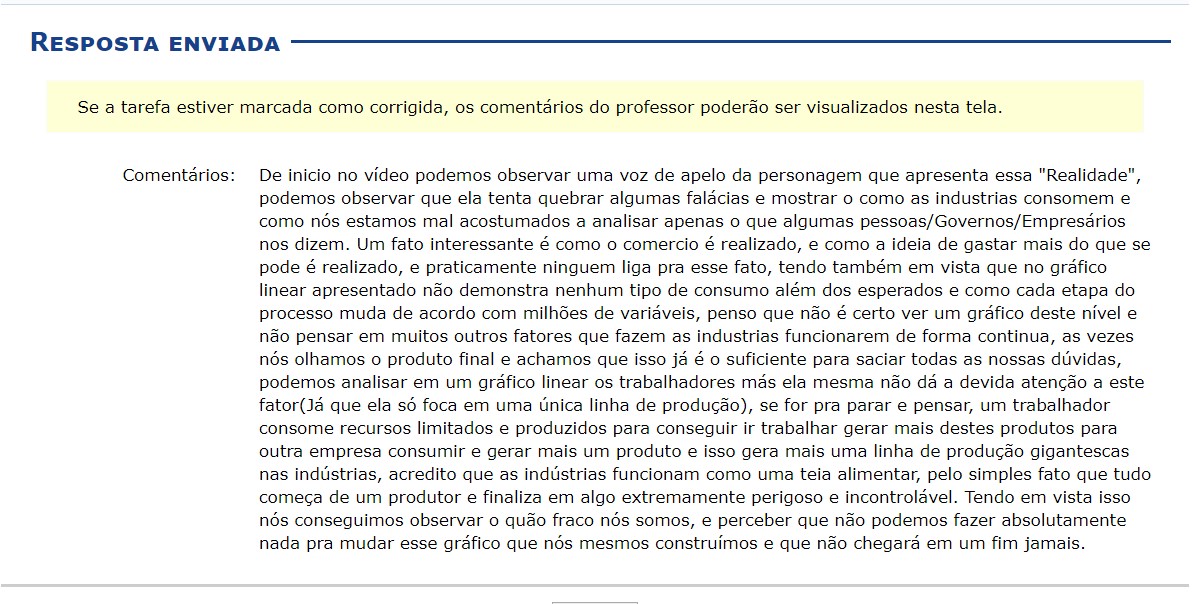 Resposta enviada
Se a tarefa estiver marcada como corrigida, os comentários do professor poderão ser visualizados nesta tela.
Comentários: De inicio no vídeo podemos observar uma voz de apelo da personagem que apresenta essa "Realidade",
podemos observar que ela tenta quebrar algumas falácias e mostrar o como as industrias consomem e
como nós estamos mal acostumados a analisar apenas o que algumas pessoas/Governos/Empresários
nos dizem. Um fato interessante é como o comercio é realizado, e como a ideia de gastar mais do que se
pode é realizado, e praticamente ninguem liga pra esse fato, tendo também em vista que no gráfico
linear apresentado não demonstra nenhum tipo de consumo além dos esperados e como cada etapa do
processo muda de acordo com milhões de variáveis, penso que não é certo ver um gráfico deste nível e
não pensar em muitos outros fatores que fazem as industrias funcionarem de forma continua, as vezes
nós olhamos o produto final e achamos que isso já é o suficiente para saciar todas as nossas dúvidas,
podemos analisar em um gráfico linear os trabalhadores más ela mesma não dá a devida atenção a este
fator(Já que ela só foca em uma única linha de produção), se for pra parar e pensar, um trabalhador
consome recursos limitados e produzidos para conseguir ir trabalhar gerar mais destes produtos para
outra empresa consumir e gerar mais um produto e isso gera mais uma linha de produção gigantescas
nas indústrias, acredito que as indústrias funcionam como uma teia alimentar, pelo simples fato que tudo
começa de um produtor e finaliza em algo extremamente perigoso e incontrolável. Tendo em vista isso
nós conseguimos observar o quão fraco nós somos, e perceber que não podemos fazer absolutamente
nada pra mudar esse gráfico que nós mesmos construímos e que não chegará em um fim jamais.